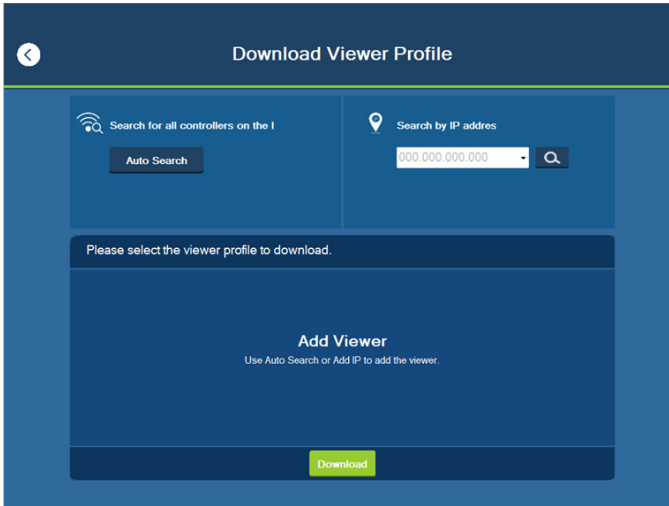 Download Viewer Profile
Search for all controllers on the l
Auto Search
Search by IP addres
000.000.000.000
Please select the viewer profile to download.
Add Viewer
Use Auto Search or Add IP to add the viewer.
Download